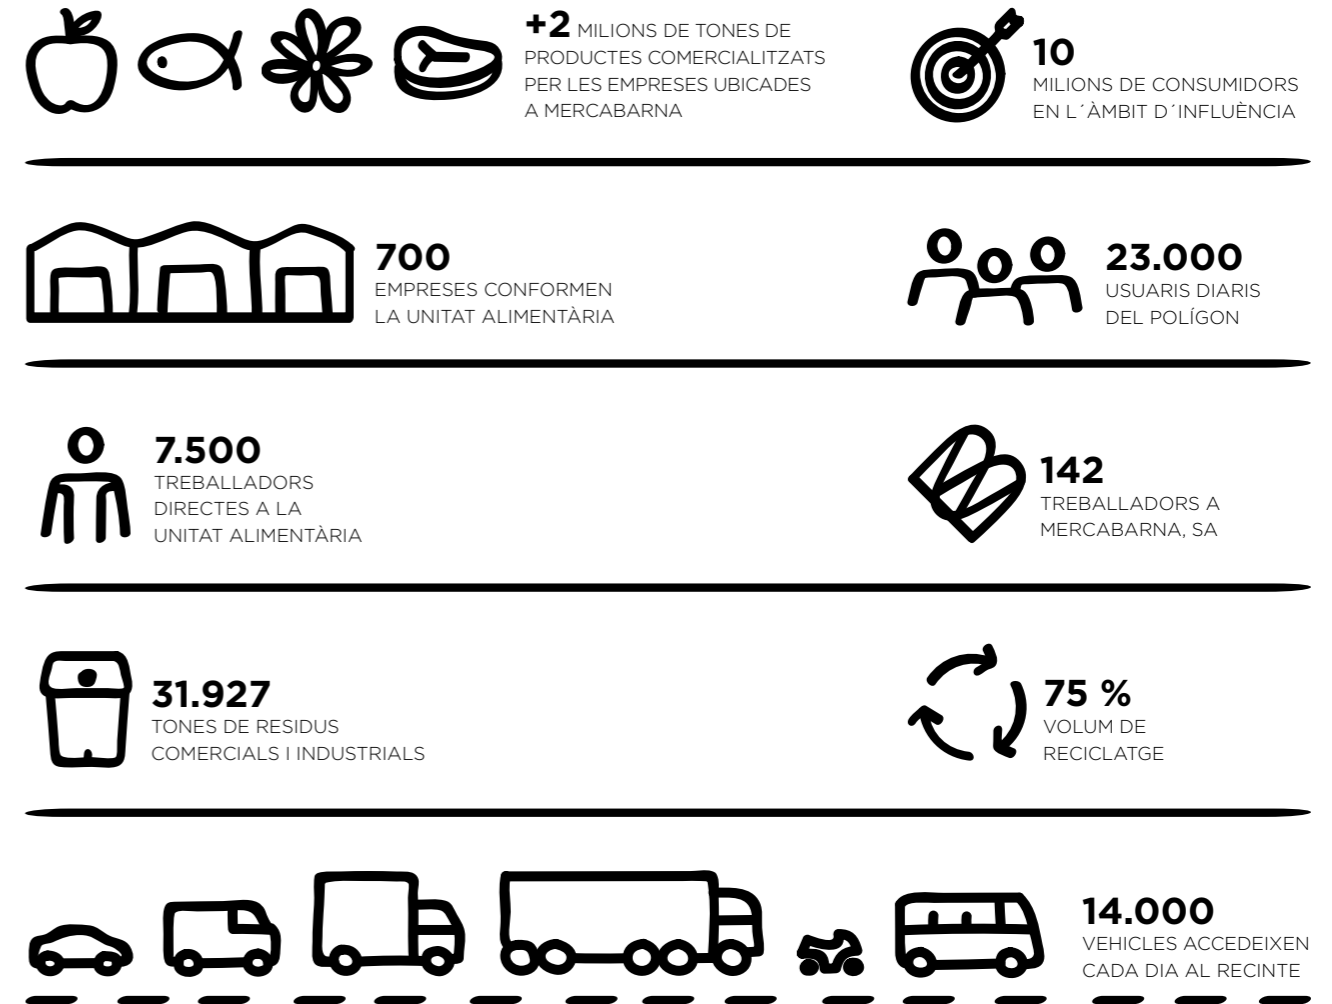 +2 MILIONS DE TONES DE
PRODUCTES COMERCIALITZATS
PER LES EMPRESES UBICADES
A MERCABARNA
10
MILIONS DE CONSUMIDORS
EN L´ÀMBIT D´INFLUÈNCIA
700
EMPRESES CONFORMEN
LA UNITAT ALIMENTÀRIA
23.000
USUARIS DIARIS
DEL POLÍGON
7.500
TREBALLADORS
DIRECTES A LA
UNITAT ALIMENTÀRIA
142
TREBALLADORS A
MERCABARNA, SA
31.927
TONES DE RESIDUS
COMERCIALS I INDUSTRIALS
75 %
VOLUM DE
RECICLATGE
14.000
VEHICLES ACCEDEIXEN
CADA DIA AL RECINTE